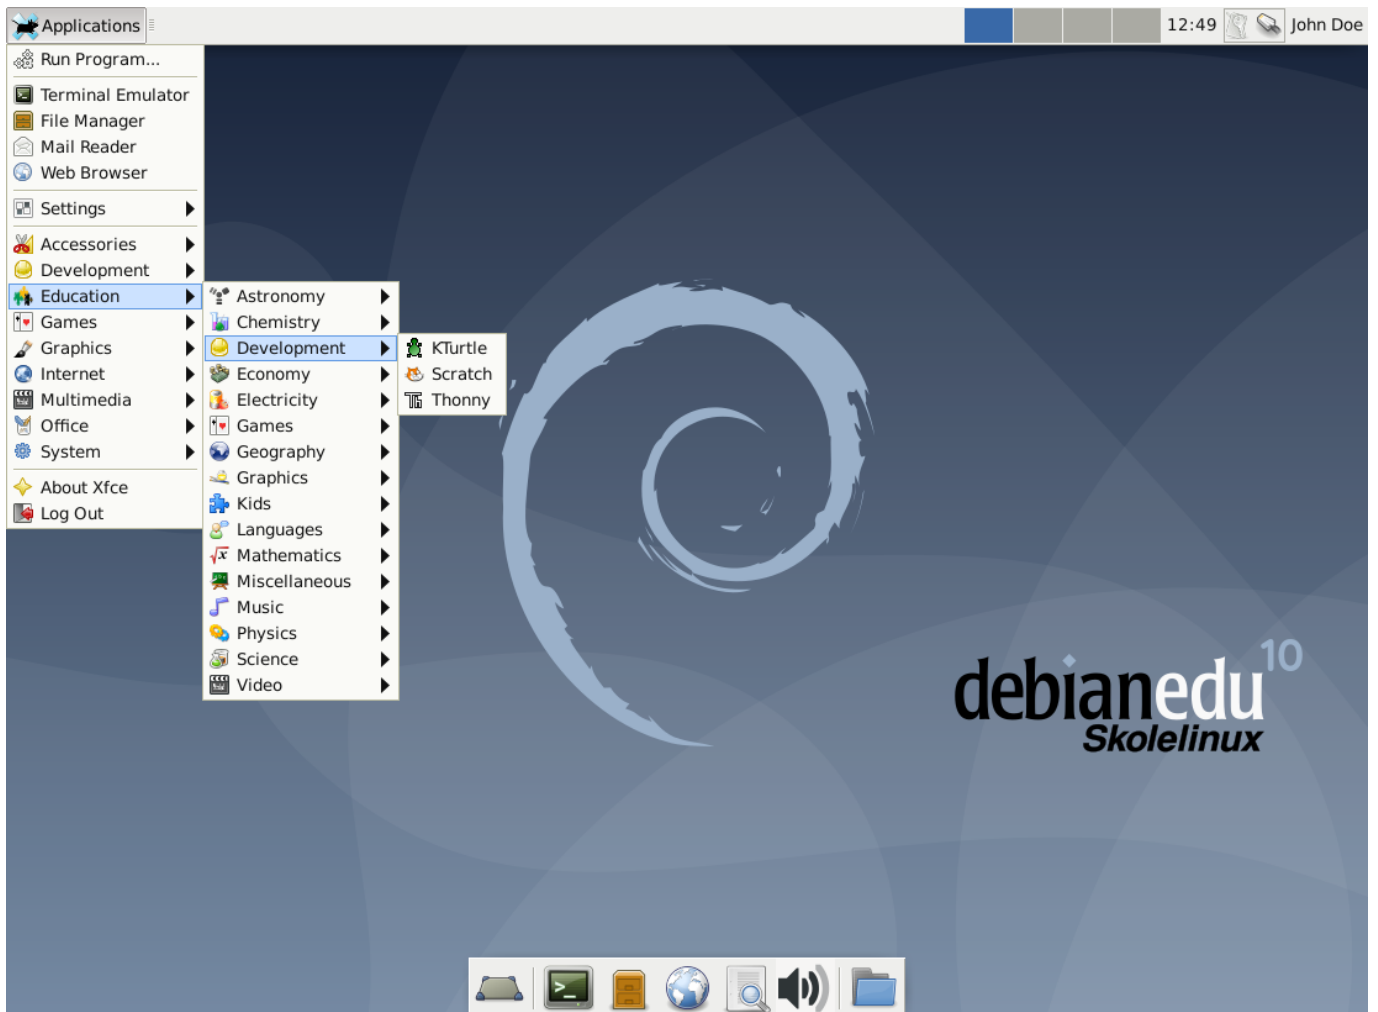 Applications
12:49
John Doe
Run Program...
Terminal Emulator
File Manager
Mail Reader
Web Browser
Settings
Accessories
Development
Education
Games
Graphics
Internet
Multimedia
Office
System
About Xfce
Log Out
Astronomy
Chemistry
Development
Economy
Electricity
Games
Geography
Graphics
Kids
Languages
Mathematics
Miscellaneous
Music
Physics
Science
Video
KTurtle
Scratch
Thonny
debianedu 10
Skolelinux